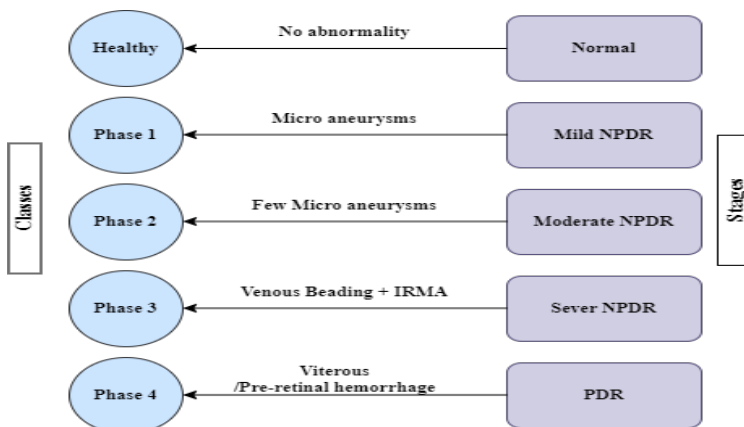 Healthy
No abnormality
Normal
Phase 1
Micro aneurysms
Mild NPDR
Classes
Stages
Phase 2
Few Micro aneurysms
Moderate NPDR
Phase 3
Venous Beading + IRMA
Sever NPDR
Phase 4
Viterous
/Pre-retinal hemorrhage
PDR